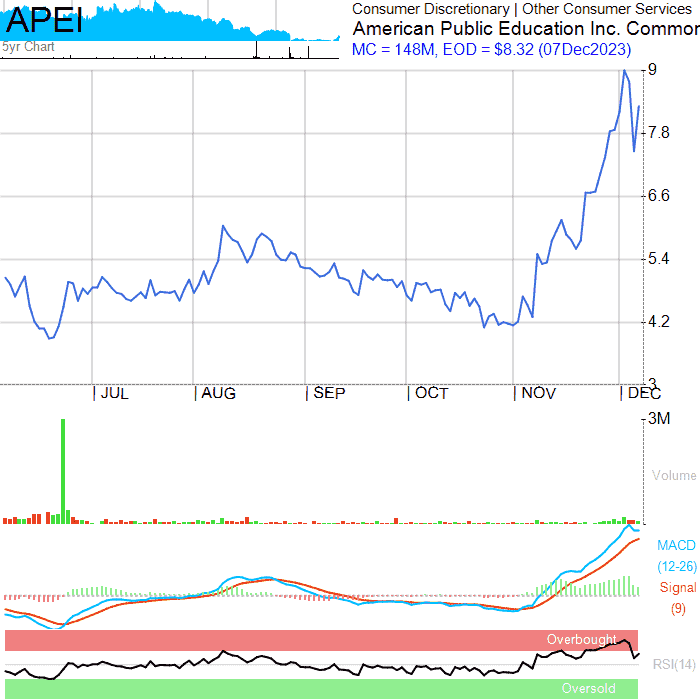 APEI
5yr Chart
Consumer Discretionary | Other Consumer Services
American Public Education Inc. Common
MC = 148M, EOD = $8.32 (07Dec2023)
9
7.8
6.6
5.4
4.2
3
JUL
AUG
SEP
OCT
NOV
DEC
3M
Volume
MACD
(12-26)
Signal
(9)
Overbought
RSI(14)
Oversold